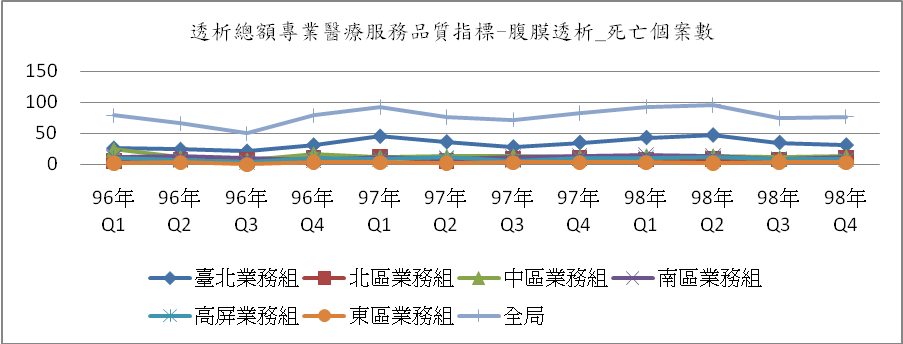 透析總額專業醫療服務品質指標-腹膜透析_死亡個案數
150
100
50
0
96年 96年 96年 96年 97年 97年 97年 97年 98年 98年 98年 98年
Q1 Q2 Q3 Q4 Q1 Q2 Q3 Q4 Q1 Q2 Q3 Q4
臺北業務組 北區業務組 中區業務組 南區業務組
高屏業務組 東區業務組 全局